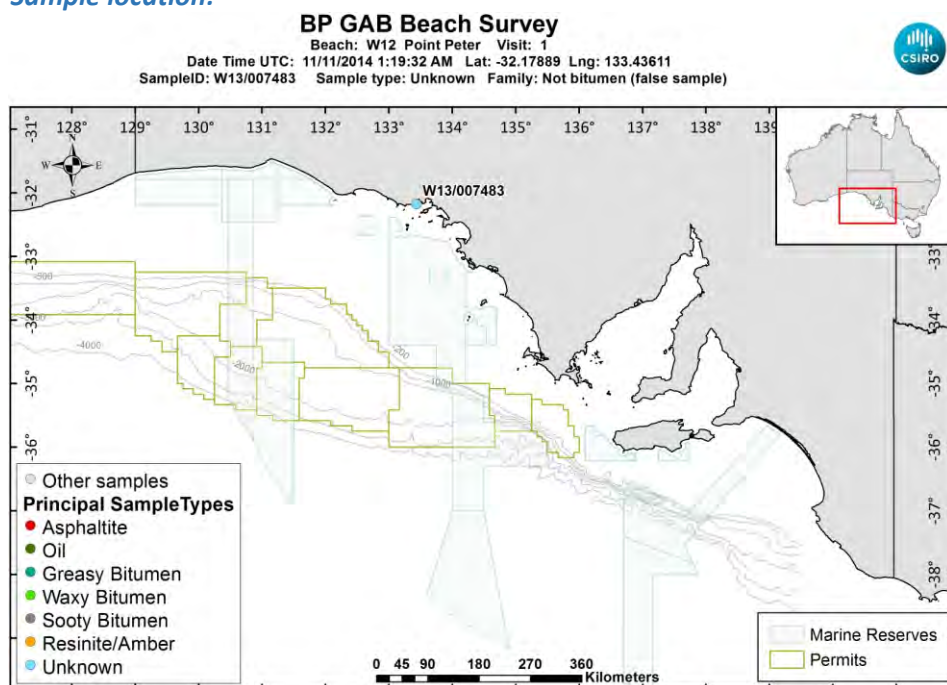 Sample location:
BP GAB Beach Survey
Beach: W12 Point Peter Visit: 1
Date Time UTC: 11/11/2014 1:19:32 AM Lat: -32.17889 Lng: 133.43611
SampleID: W13/007483 Sample type: Unknown Family: Not bitumen (false sample)
CSIRO
128° 129° 130° 131° 132° 133° 134° 135° 136° 137° 138° 139
-31°
-32°
-33°
-34°
-35°
-36°
-37°
-38°
N
W E
S
W13/007483
-31°
-32°
-33°
-34°
-35°
-36°
-37°
-38°
-4000
-2000
-200
-1000
Other samples
Principal SampleTypes
Asphaltite
Oil
Greasy Bitumen
Waxy Bitumen
Sooty Bitumen
Resinite/Amber
Unknown
0 45 90 180 270 360
Kilometers
Marine Reserves
Permits